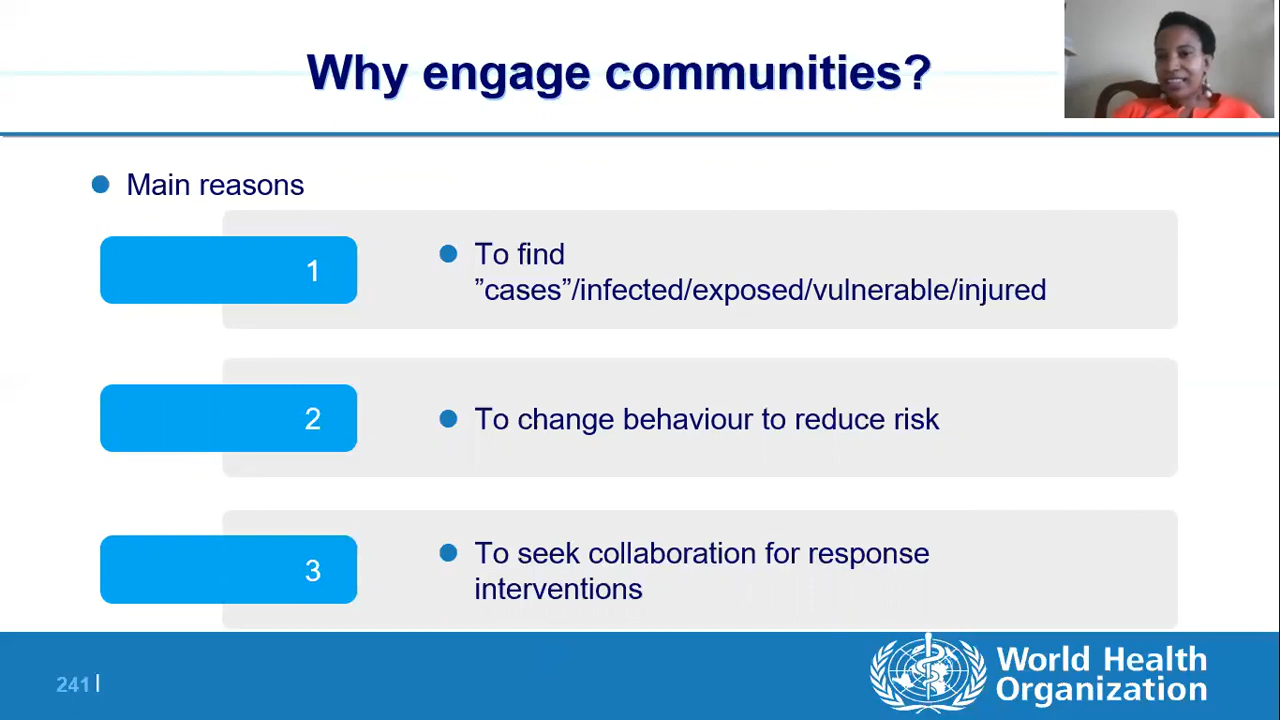 Why engage communities?
Main reasons
1
To find
”cases”/infected/exposed/vulnerable/injured
2
To change behaviour to reduce risk
3
To seek collaboration for response
interventions
241 |
World Health
Organization